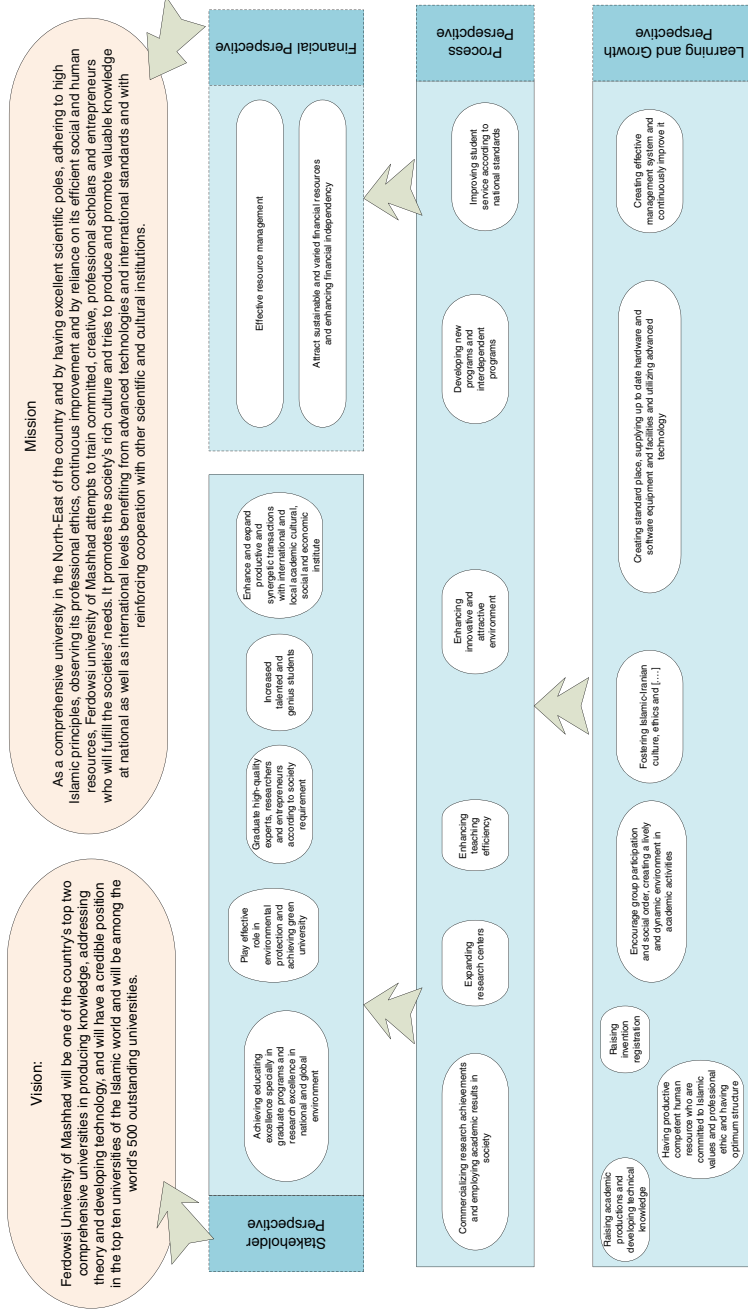 Vision:
Ferdowsi University of Mashhad will be one of the country's top two
comprehensive universities in producing knowledge, addressing
theory and developing technology, and will have a credible position
in the top ten universities of the Islamic world and will be among the
world's 500 outstanding universities.
Mission
As a comprehensive university in the North-East of the country and by having excellent scientific poles, adhering to high
Islamic principles, observing its professional ethics, continuous improvement and by reliance on its efficient social and human
resources, Ferdowsi university of Mashhad attempts to train committed, creative, professional scholars and entrepreneurs
who will fulfill the societies' needs. It promotes the society's rich culture and tries to produce and promote valuable knowledge
at national as well as international levels benefiting from advanced technologies and international standards and with
reinforcing cooperation with other scientific and cultural institutions.
Stakeholder
Perspective
Achieving educating
excellence specially in
graduate programs and
research excellence in
national and global
environment
Play effective
role in
environmental
protection and
achieving green
university
Graduate high-quality
experts, researchers
and entrepreneurs
according to society
requirement
Increased
talented and
genius students
Enhance and expand
productive and
synergetic transactions
with international and
local academic cultural,
social and economic
institute
Effective resource management
Attract sustainable and varied financial resources
and enhancing financial independency
Financial Perspective
Commercializing research achievements
and employing academic results in
society
Expanding
research centers
Enhancing
teaching
efficiency
Enhancing
innovative and
attractive
environment
Developing new
programs and
interdependent
programs
Improving student
service according to
national standards
Process
Perseptive
Raising academic
productions and
developing technical
knowledge
Raising
invention
registration
Having productive
competent human
resource who are
committed to Islamic
values and professional
ethic and having
optimum structure
Encourage group participation
and social order, creating a lively
and dynamic environment in
academic activities
Fostering Islamic-Iranian
culture, ethics and [....]
Creating standard place, supplying up to date hardware and
software equipment and facilities and utilizing advanced
technology
Creating effective
management system and
continuously improve it
Learning and Growth
Perspective